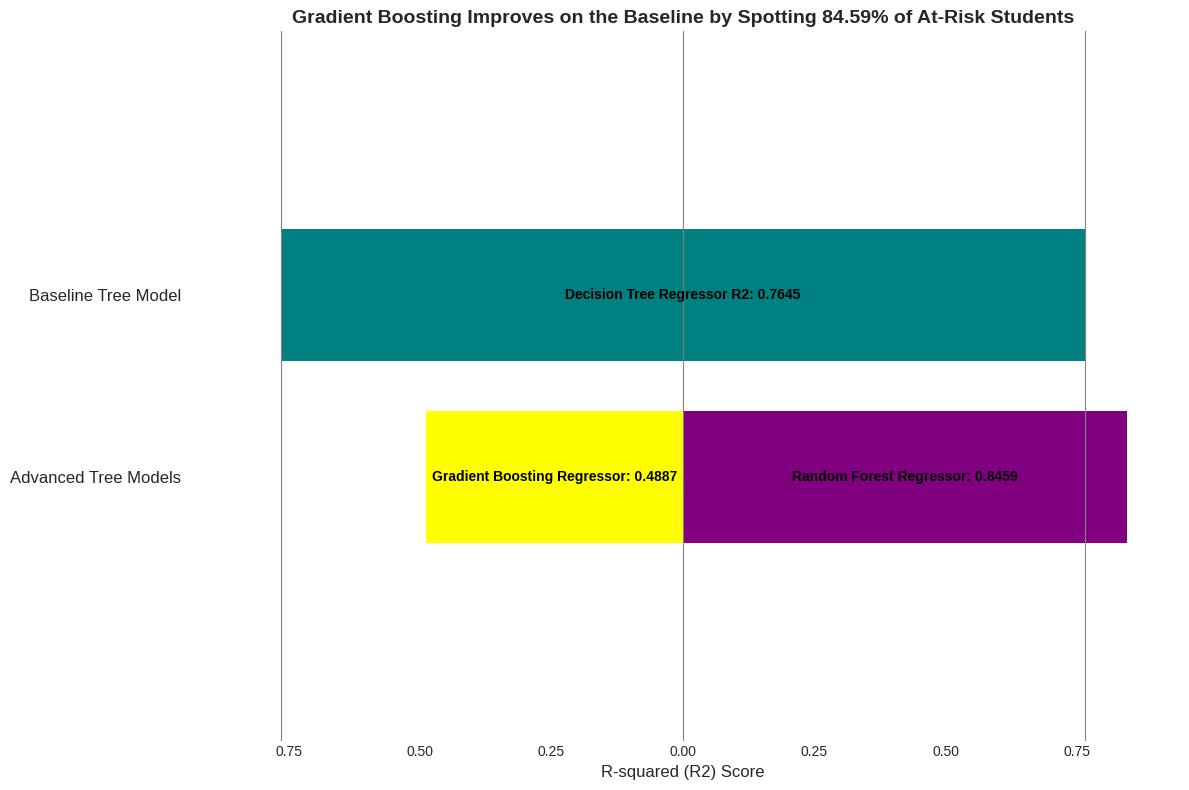 Gradient Boosting Improves on the Baseline by Spotting 84.59% of At-Risk Students
Baseline Tree Model
Decision Tree Regressor R2: 0.7645
Advanced Tree Models
Gradient Boosting Regressor: 0.4887
Random Forest Regressor: 0.8459
0.75 0.50 0.25 0.00 0.25 0.50 0.75
R-squared (R2) Score